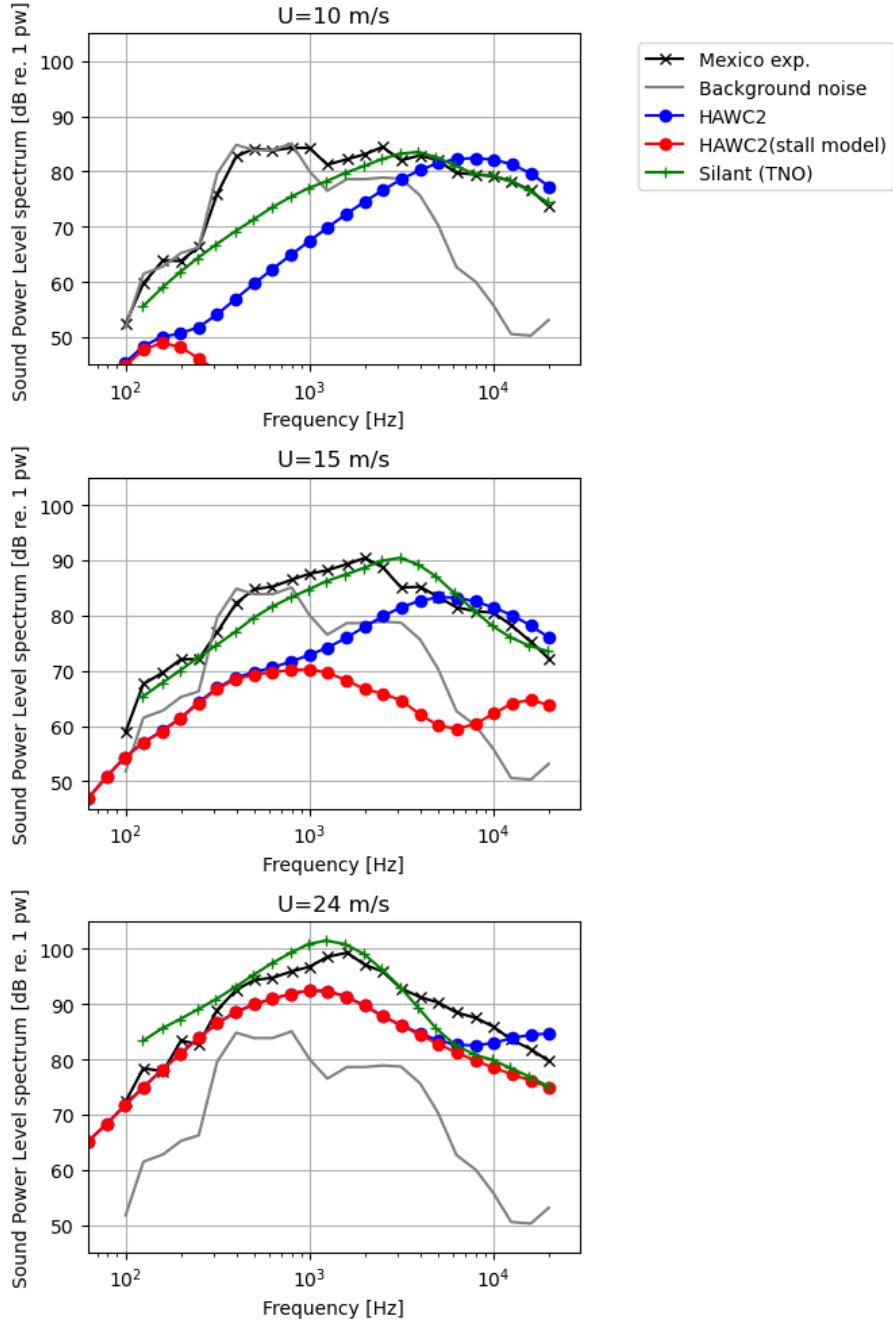 U=10 m/s
Sound Power Level spectrum [dB re. 1 pw]
100
90
80
70
60
50
10²
10³
10⁴
Frequency [Hz]
Mexico exp.
Background noise
HAWC2
HAWC2(stall model)
Silant (TNO)
U=15 m/s
Sound Power Level spectrum [dB re. 1 pw]
100
90
80
70
60
50
10²
10³
10⁴
Frequency [Hz]
U=24 m/s
Sound Power Level spectrum [dB re. 1 pw]
100
90
80
70
60
50
10²
10³
10⁴
Frequency [Hz]